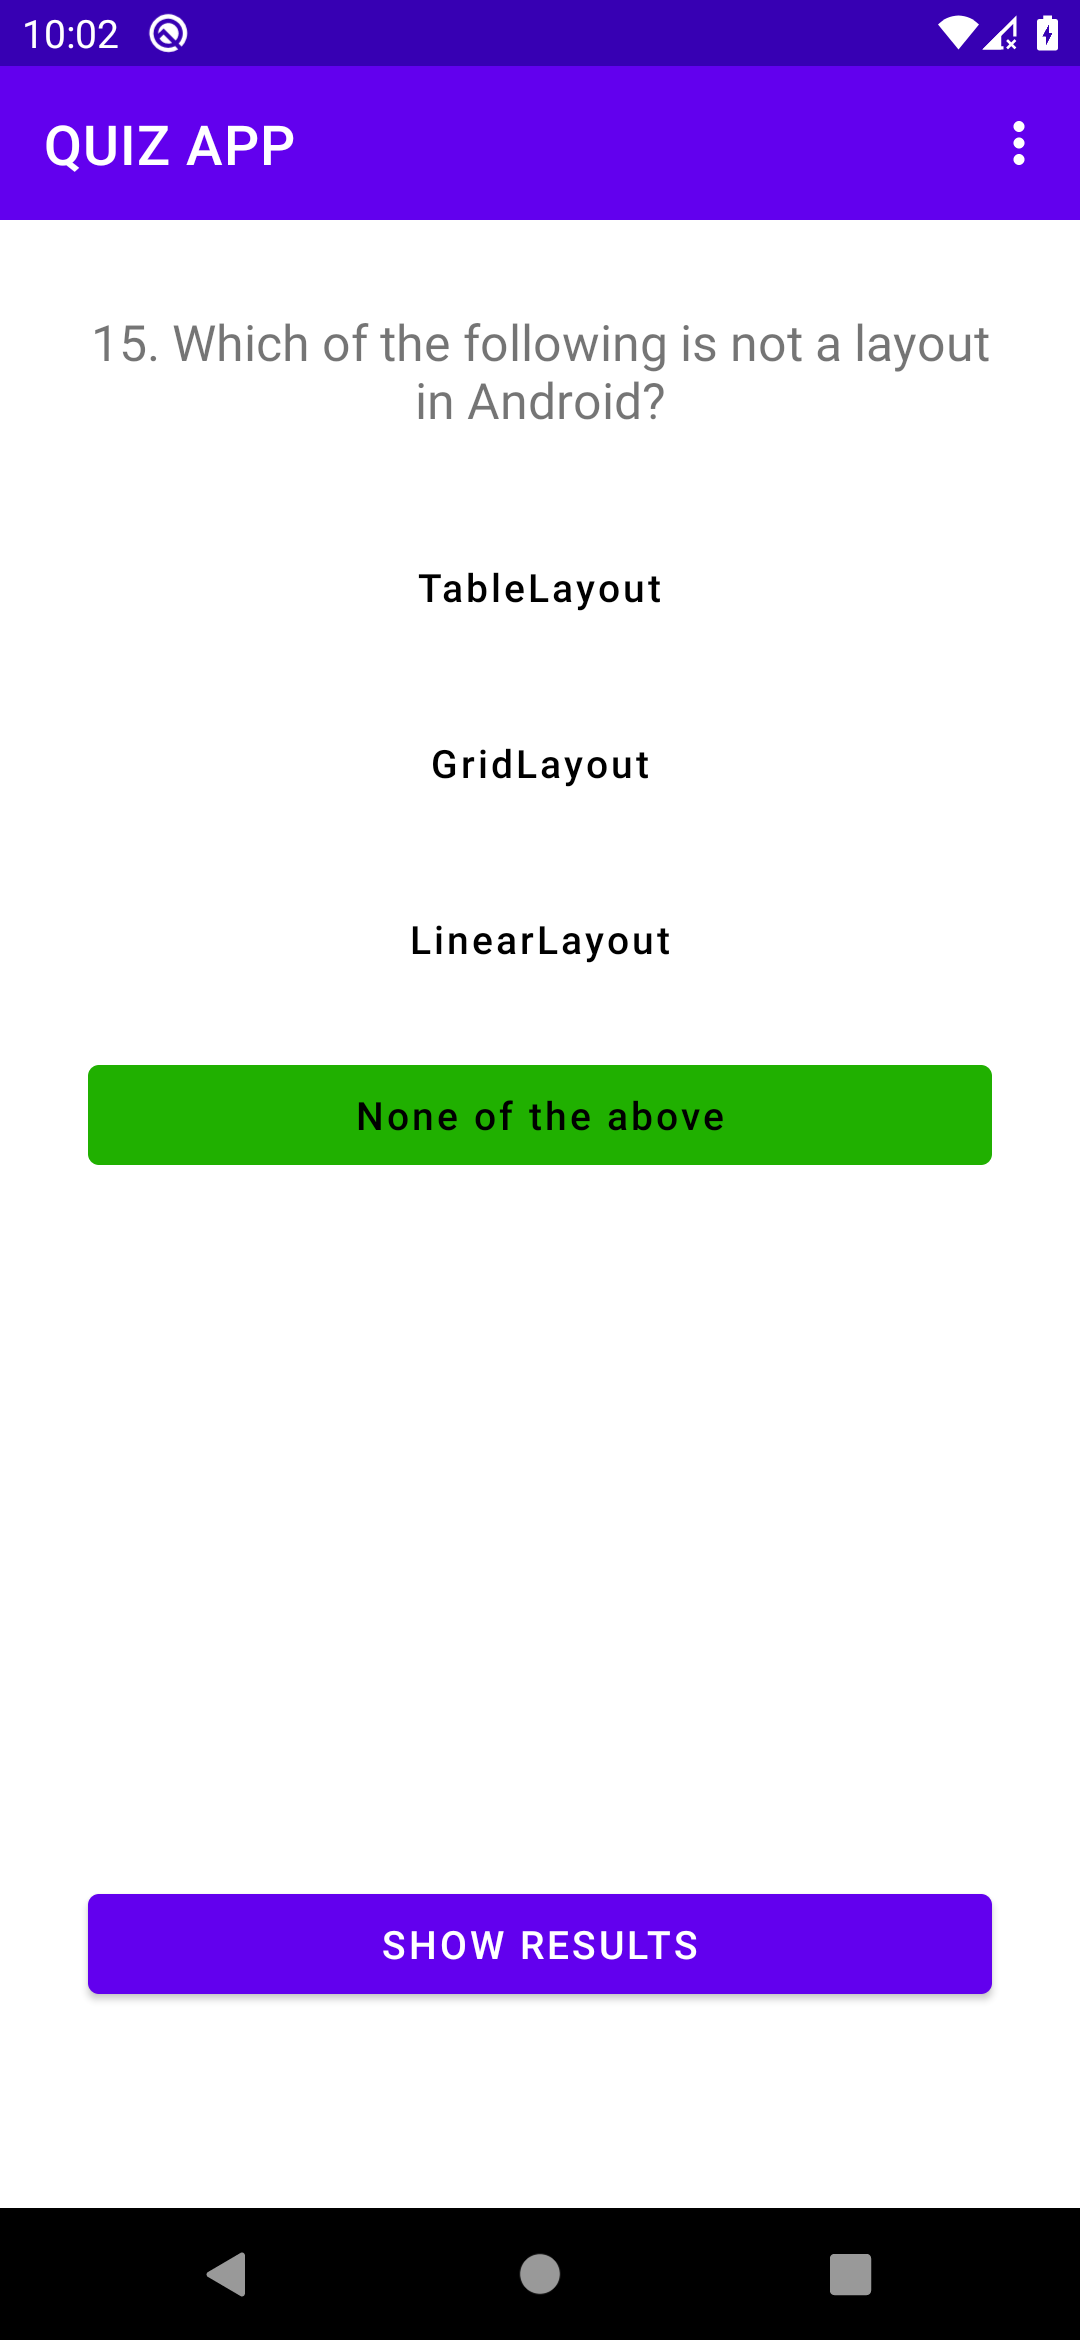 10:02
QUIZ APP
15. Which of the following is not a layout
in Android?
TableLayout
GridLayout
LinearLayout
None of the above
SHOW RESULTS